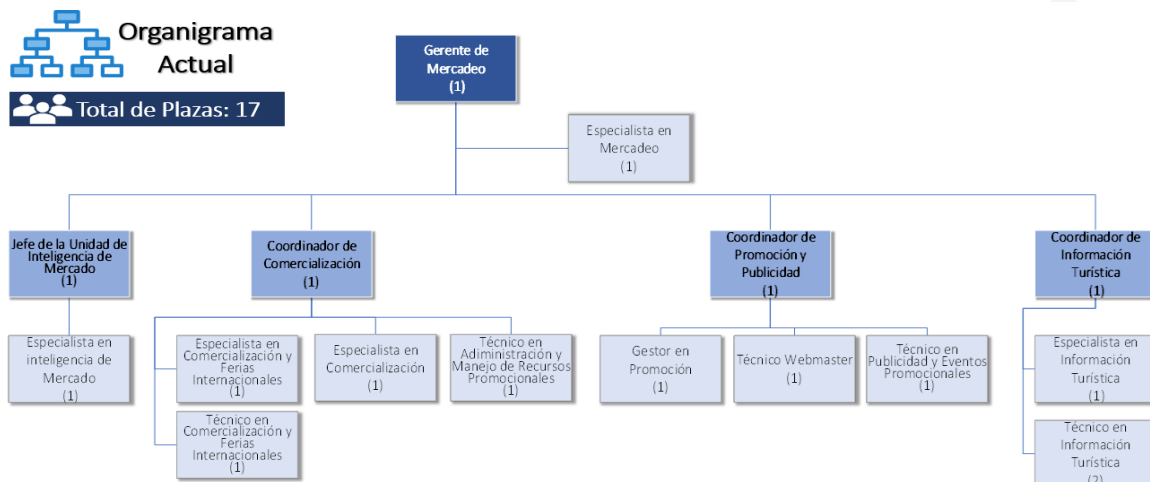 Organigrama
Actual
Total de Plazas: 17
Gerente de
Mercadeo
(1)
Especialista en
Mercadeo
(1)
Jefe de la Unidad de
Inteligencia de
Mercado
(1)
Coordinador de
Comercialización
(1)
Coordinador de
Promoción y
Publicidad
(1)
Coordinador de
Información
Turística
(1)
Especialista en
inteligencia de
Mercado
(1)
Especialista en
Comercialización y
Ferias
Internacionales
(1)
Especialista en
Comercialización
(1)
Técnico en
Adiministración y
Manejo de Recursos
Promocionales
(1)
Gestor en
Promoción
(1)
Técnico Webmaster
(1)
Técnico en
Publicidad y Eventos
Promocionales
(1)
Especialista en
Información
Turística
(1)
Técnico en
Comercialización y
Ferias
Internacionales
(1)
Técnico en
Información
Turística
(2)